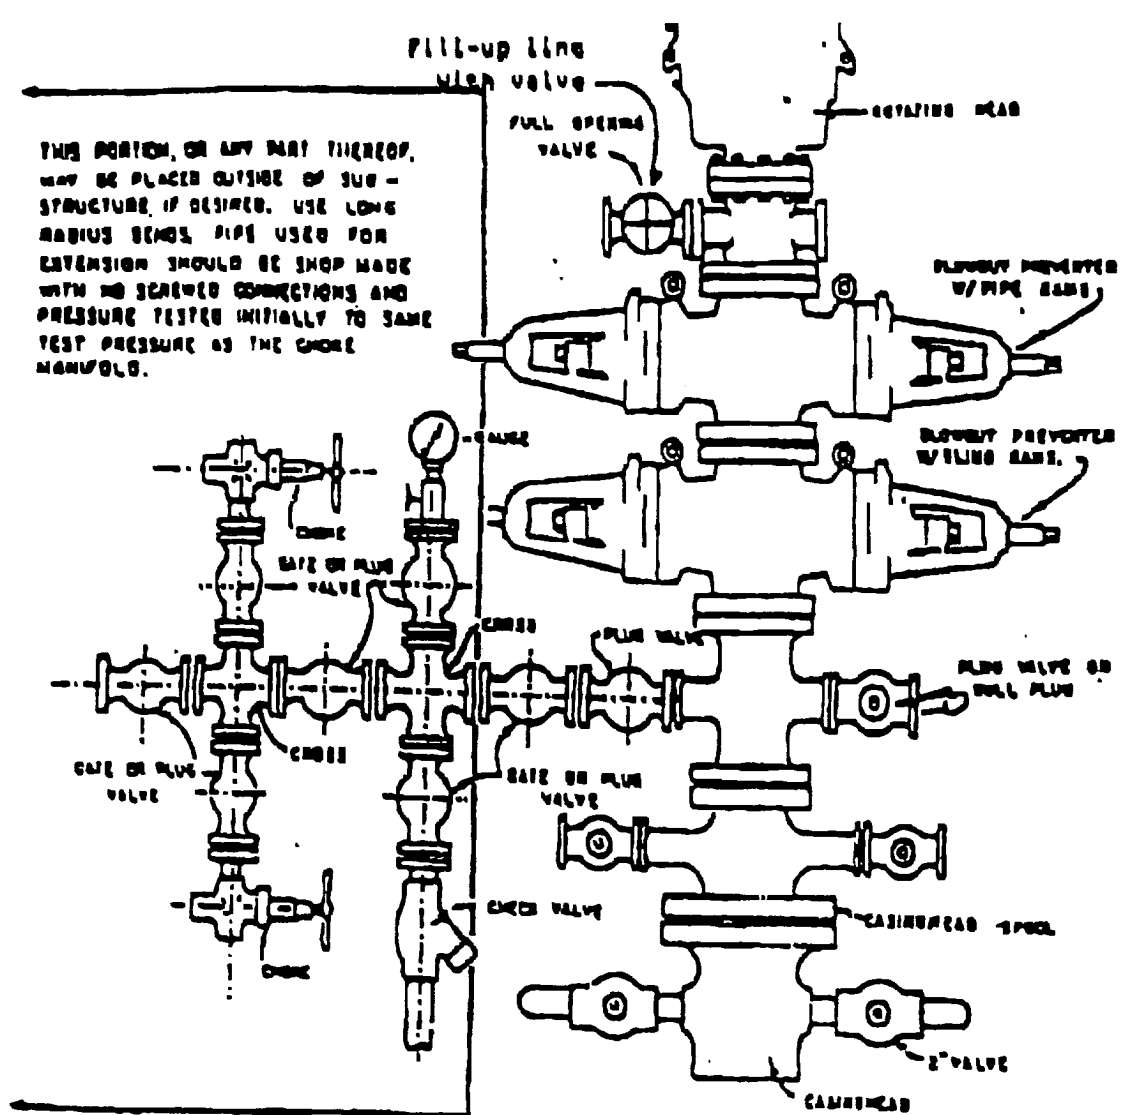 Fill-up line
with valve
FULL OPENING
VALVE
ROTATING HEAD
THIS PORTION, OR ANY PART THEREOF,
MAY BE PLACED OUTSIDE OF SUB-
STRUCTURE IF DESIRED. USE LONG
RADIUS BENDS. PIPE USED FOR
EXTENSION SHOULD BE SHOP MADE
WITH NO SCREWED CONNECTIONS AND
PRESSURE TESTED INITIALLY TO SAME
TEST PRESSURE AS THE CHOKE
MANIFOLD.
BLOWOUT PREVENTER
W/PIPE RAMS
GAUGE
BLOWOUT PREVENTER
W/BLIND RAMS.
CHOKE
GATE OR PLUG
VALVE
CROSS
PLUG VALVE
PLUG VALVE OR
BULL PLUG
CROSS
GATE OR PLUG
VALVE
GATE OR PLUG
VALVE
CHECK VALVE
CASINGHEAD SPOOL
CHOKE
2" VALVE
CASINGHEAD